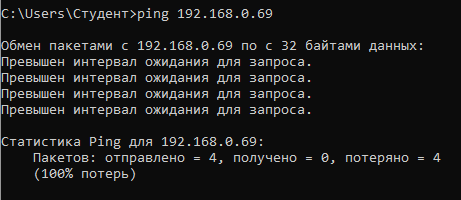 C:\Users\Студент>ping 192.168.0.69
Обмен пакетами с 192.168.0.69 по с 32 байтами данных:
Превышен интервал ожидания для запроса.
Превышен интервал ожидания для запроса.
Превышен интервал ожидания для запроса.
Превышен интервал ожидания для запроса.
Статистика Ping для 192.168.0.69:
Пакетов: отправлено = 4, получено = 0, потеряно = 4
(100% потерь)